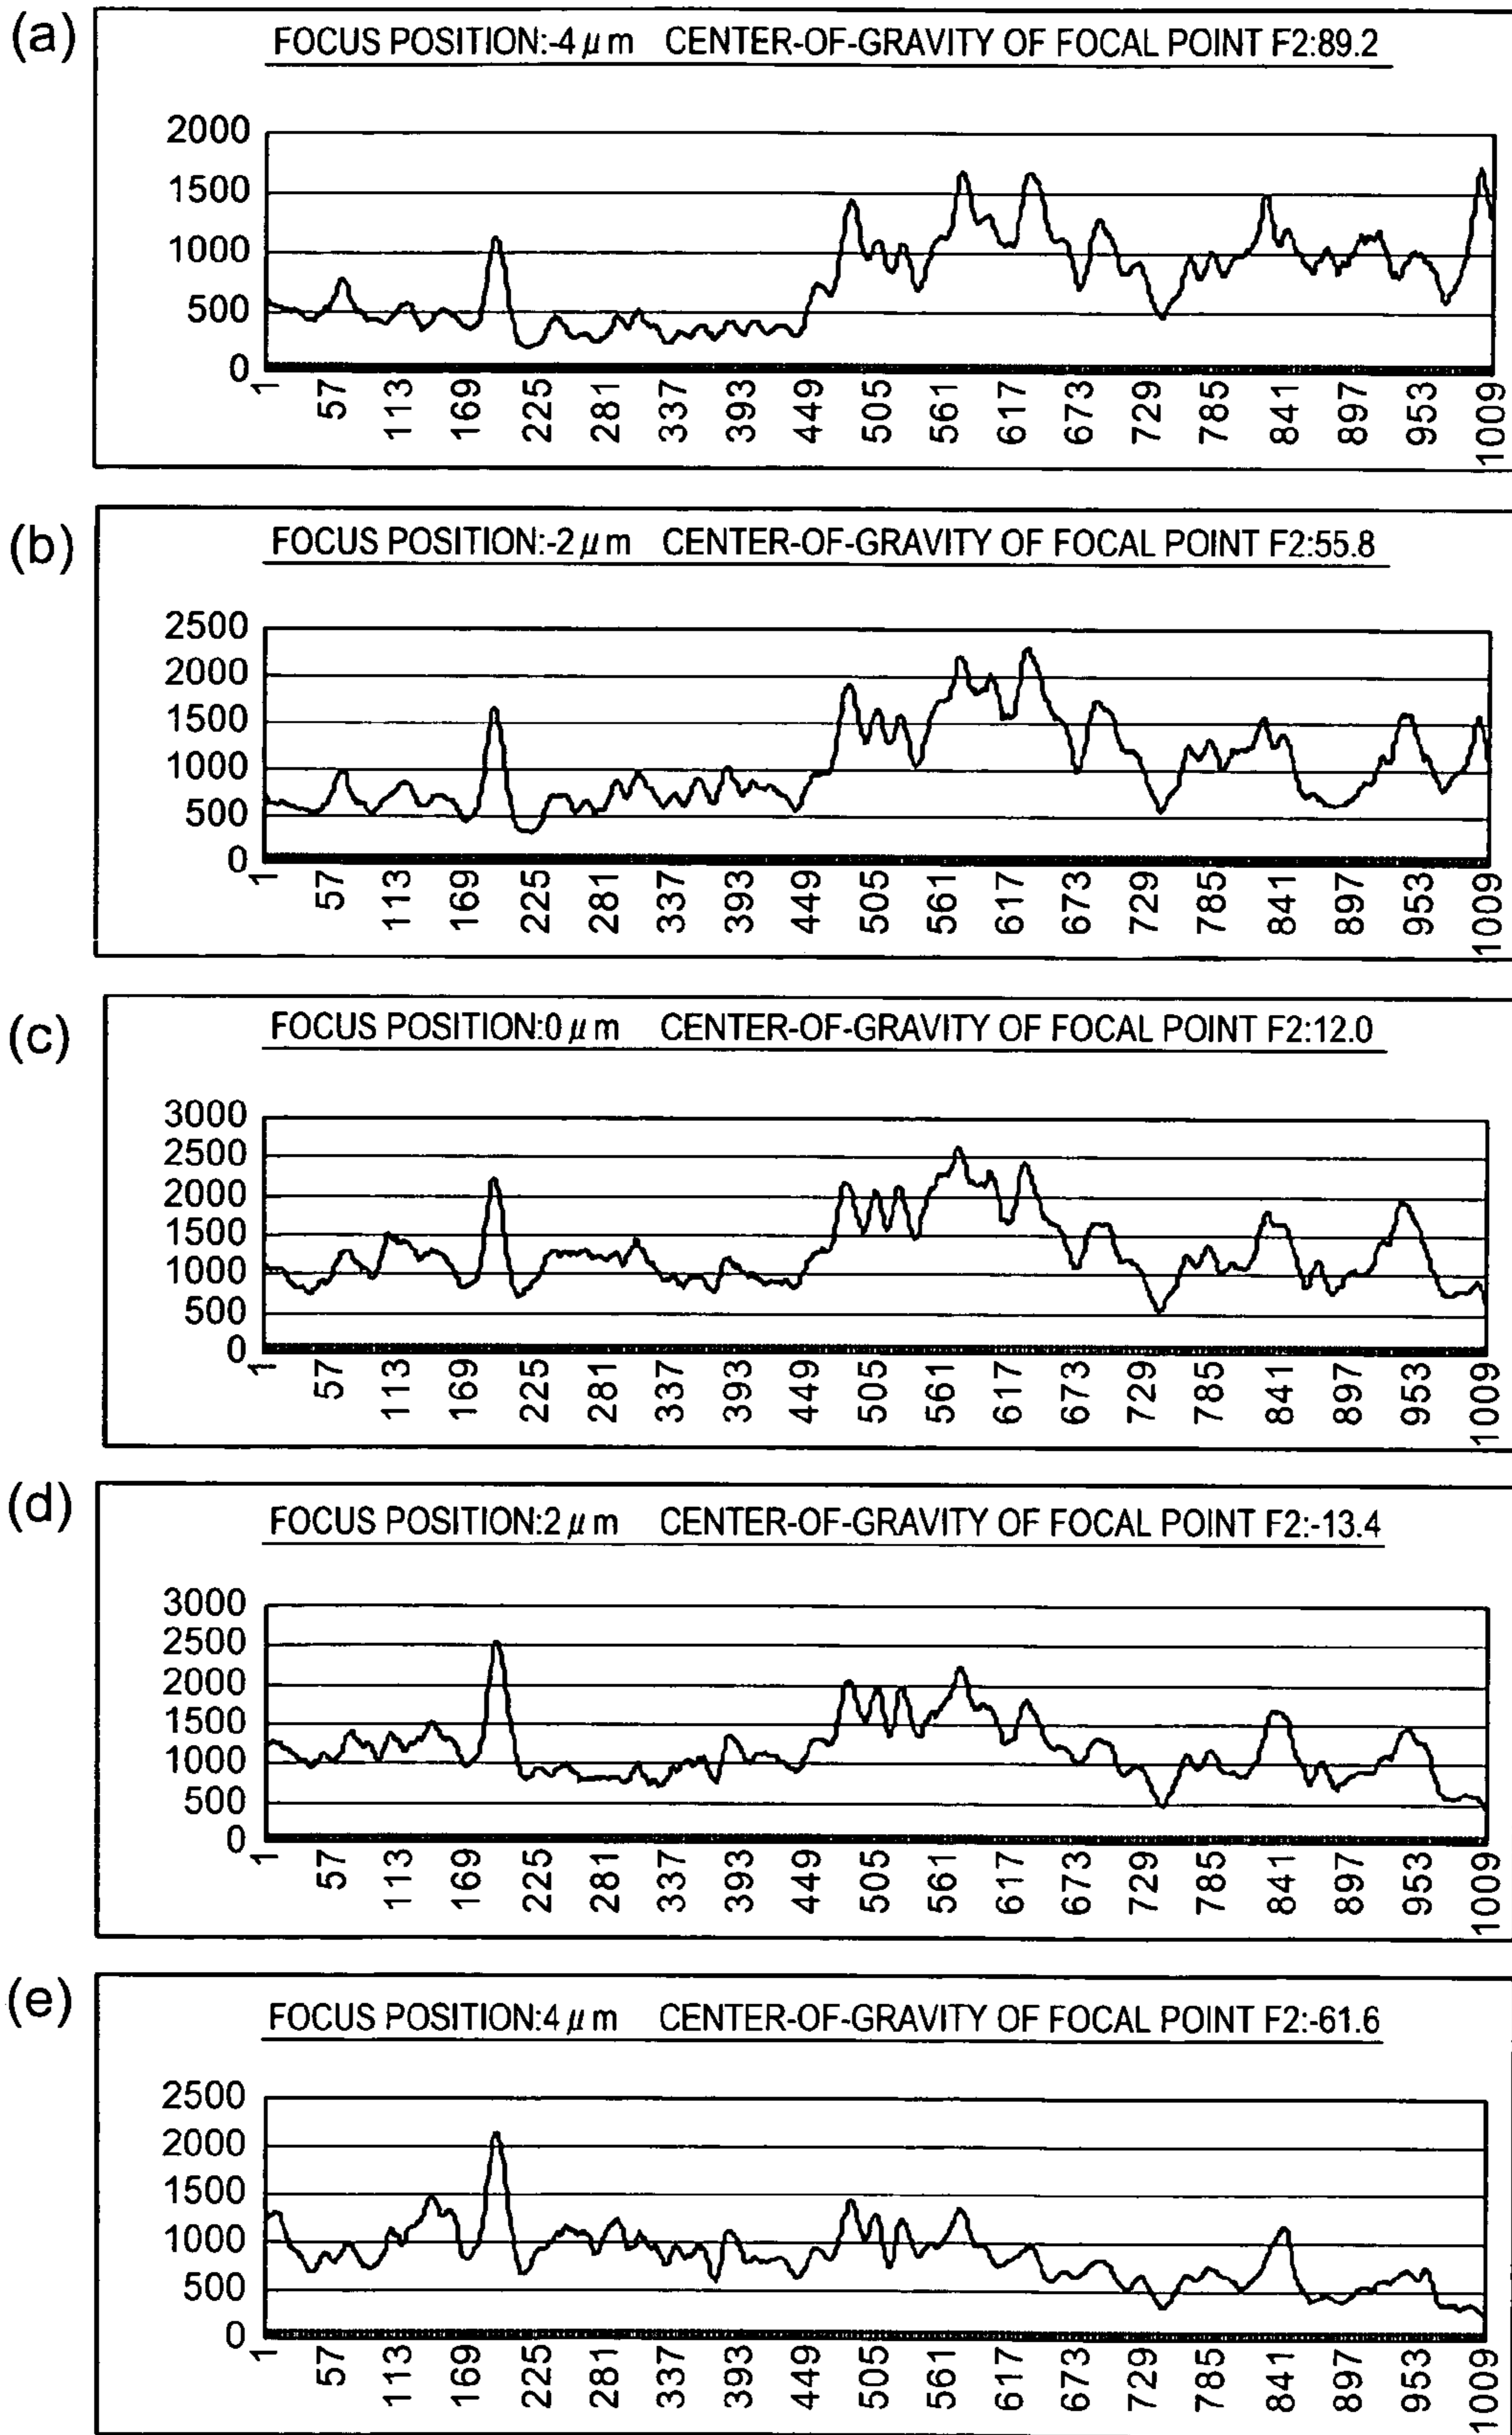 (a)
FOCUS POSITION:-4 μm CENTER-OF-GRAVITY OF FOCAL POINT F2:89.2
2000
1500
1000
500
0
1 57 113 169 225 281 337 393 449 505 561 617 673 729 785 841 897 953 1009
(b)
FOCUS POSITION:-2 μm CENTER-OF-GRAVITY OF FOCAL POINT F2:55.8
2500
2000
1500
1000
500
0
1 57 113 169 225 281 337 393 449 505 561 617 673 729 785 841 897 953 1009
(c)
FOCUS POSITION:0 μm CENTER-OF-GRAVITY OF FOCAL POINT F2:12.0
3000
2500
2000
1500
1000
500
0
1 57 113 169 225 281 337 393 449 505 561 617 673 729 785 841 897 953 1009
(d)
FOCUS POSITION:2 μm CENTER-OF-GRAVITY OF FOCAL POINT F2:-13.4
3000
2500
2000
1500
1000
500
0
1 57 113 169 225 281 337 393 449 505 561 617 673 729 785 841 897 953 1009
(e)
FOCUS POSITION:4 μm CENTER-OF-GRAVITY OF FOCAL POINT F2:-61.6
2500
2000
1500
1000
500
0
1 57 113 169 225 281 337 393 449 505 561 617 673 729 785 841 897 953 1009